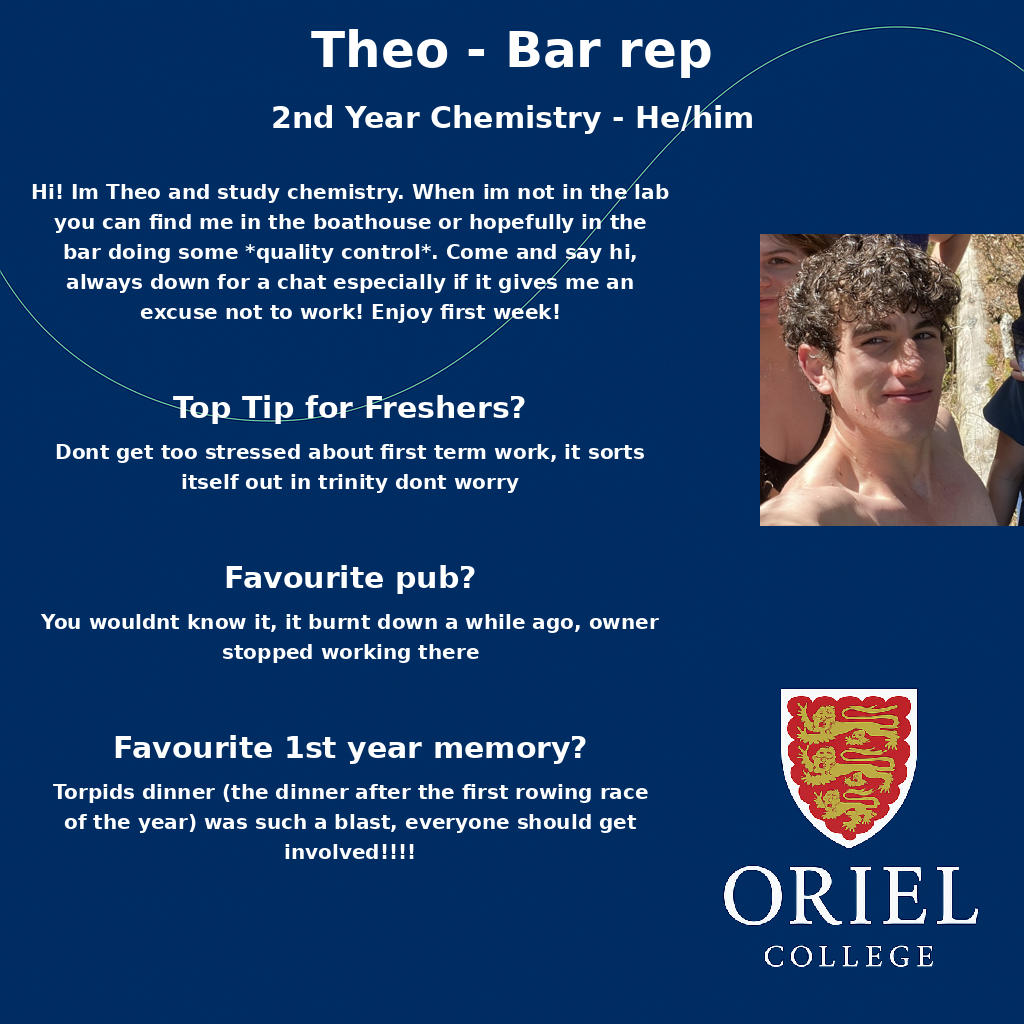 Theo - Bar rep
2nd Year Chemistry - He/him
Hi! Im Theo and study chemistry. When im not in the lab
you can find me in the boathouse or hopefully in the
bar doing some *quality control*. Come and say hi,
always down for a chat especially if it gives me an
excuse not to work! Enjoy first week!
Top Tip for Freshers?
Dont get too stressed about first term work, it sorts
itself out in trinity dont worry
Favourite pub?
You wouldnt know it, it burnt down a while ago, owner
stopped working there
Favourite 1st year memory?
Torpids dinner (the dinner after the first rowing race
of the year) was such a blast, everyone should get
involved!!!!
ORIEL
COLLEGE